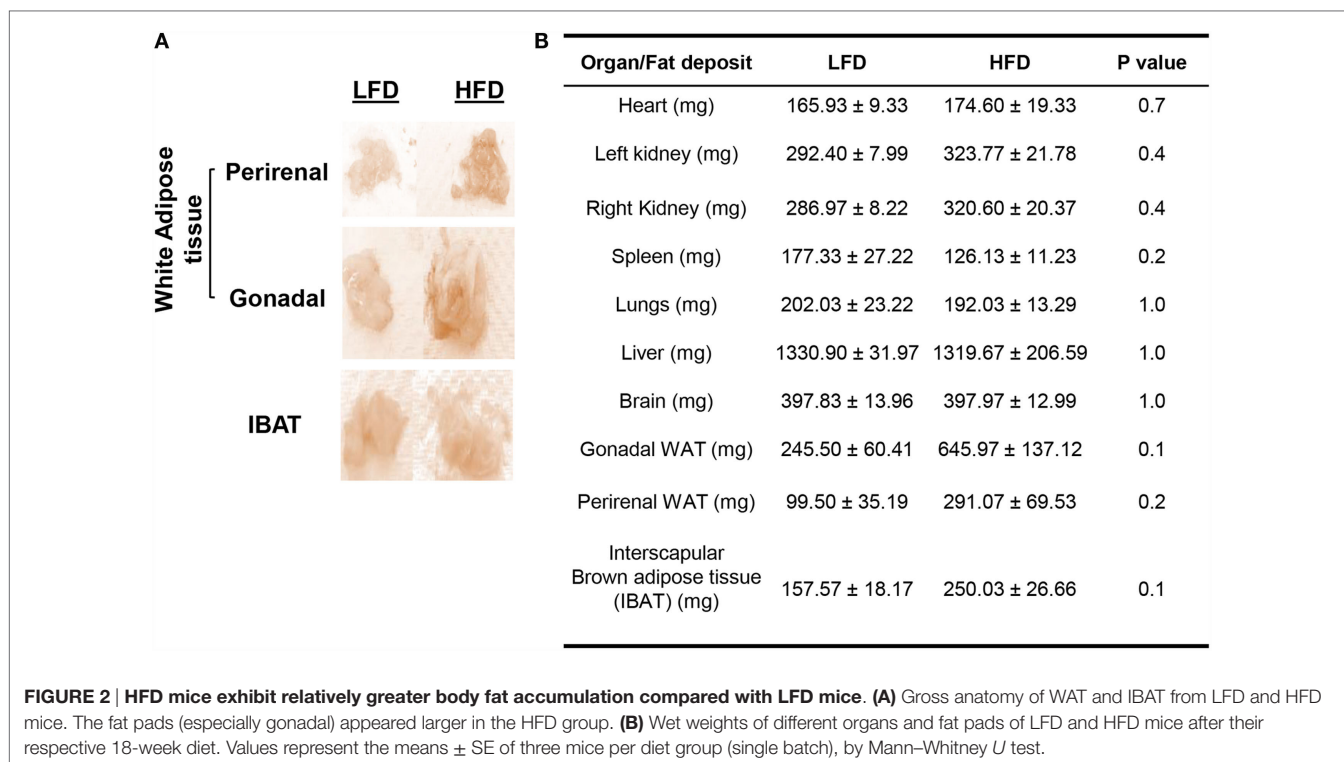 A
LFD HFD
White Adipose
tissue
Perirenal
Gonadal
IBAT
B
Organ/Fat deposit LFD HFD P value
Heart (mg) 165.93 ± 9.33 174.60 ± 19.33 0.7
Left kidney (mg) 292.40 ± 7.99 323.77 ± 21.78 0.4
Right Kidney (mg) 286.97 ± 8.22 320.60 ± 20.37 0.4
Spleen (mg) 177.33 ± 27.22 126.13 ± 11.23 0.2
Lungs (mg) 202.03 ± 23.22 192.03 ± 13.29 1.0
Liver (mg) 1330.90 ± 31.97 1319.67 ± 206.59 1.0
Brain (mg) 397.83 ± 13.96 397.97 ± 12.99 1.0
Gonadal WAT (mg) 245.50 ± 60.41 645.97 ± 137.12 0.1
Perirenal WAT (mg) 99.50 ± 35.19 291.07 ± 69.53 0.2
Interscapular
Brown adipose tissue
(IBAT) (mg) 157.57 ± 18.17 250.03 ± 26.66 0.1
FIGURE 2 | HFD mice exhibit relatively greater body fat accumulation compared with LFD mice. (A) Gross anatomy of WAT and IBAT from LFD and HFD
mice. The fat pads (especially gonadal) appeared larger in the HFD group. (B) Wet weights of different organs and fat pads of LFD and HFD mice after their
respective 18-week diet. Values represent the means ± SE of three mice per diet group (single batch), by Mann–Whitney U test.